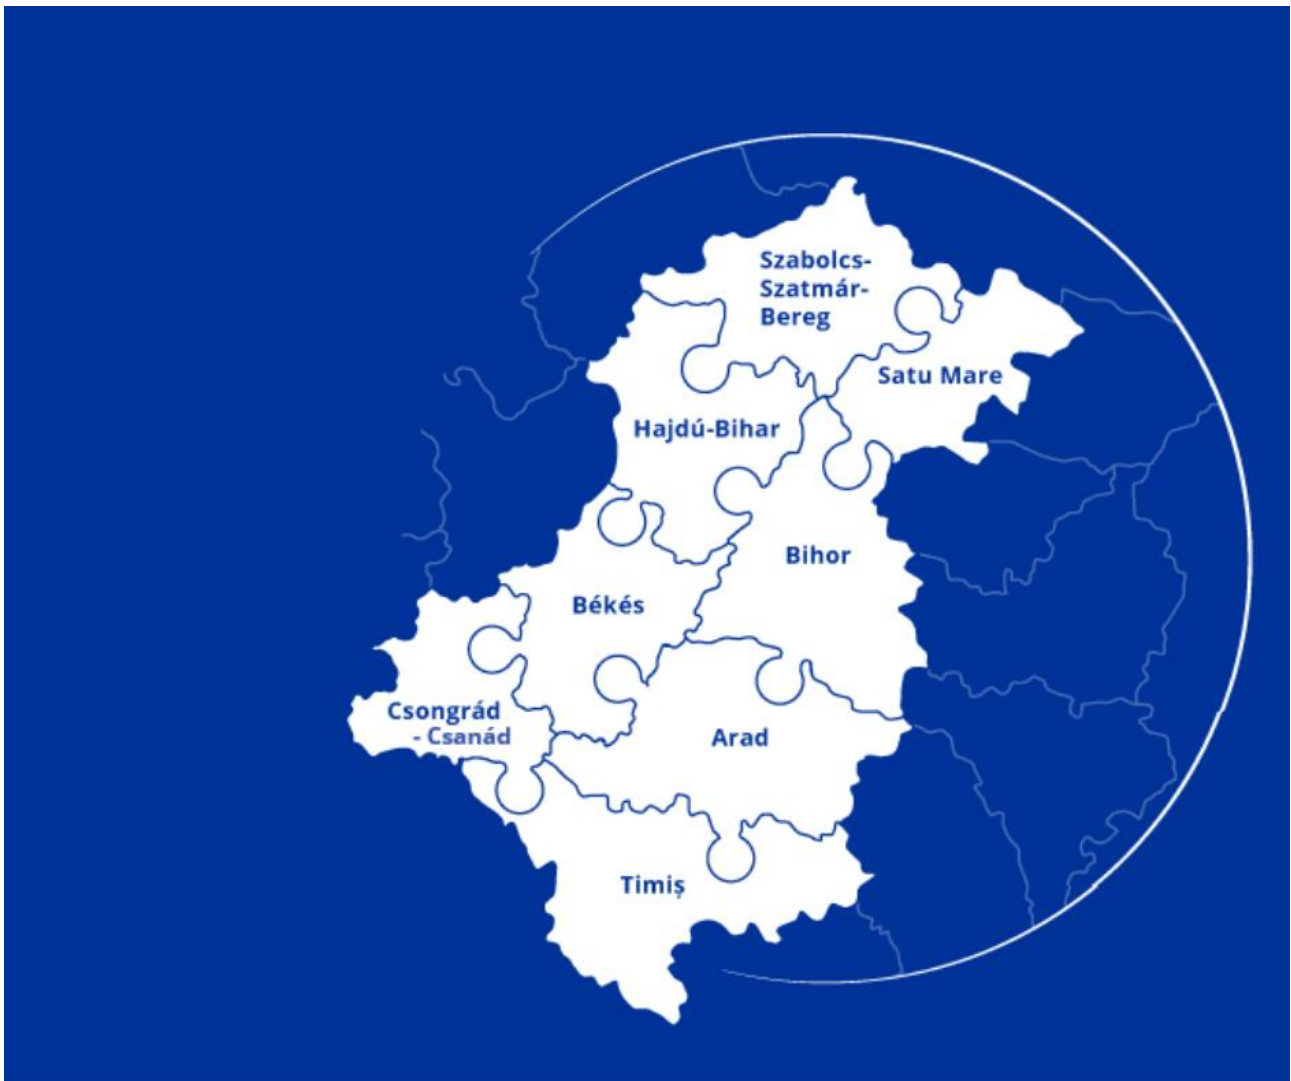 Szabolcs-
Szatmár-
Bereg
Satu Mare
Hajdú-Bihar
Bihor
Békés
Csongrád
- Csanád
Arad
Timiș